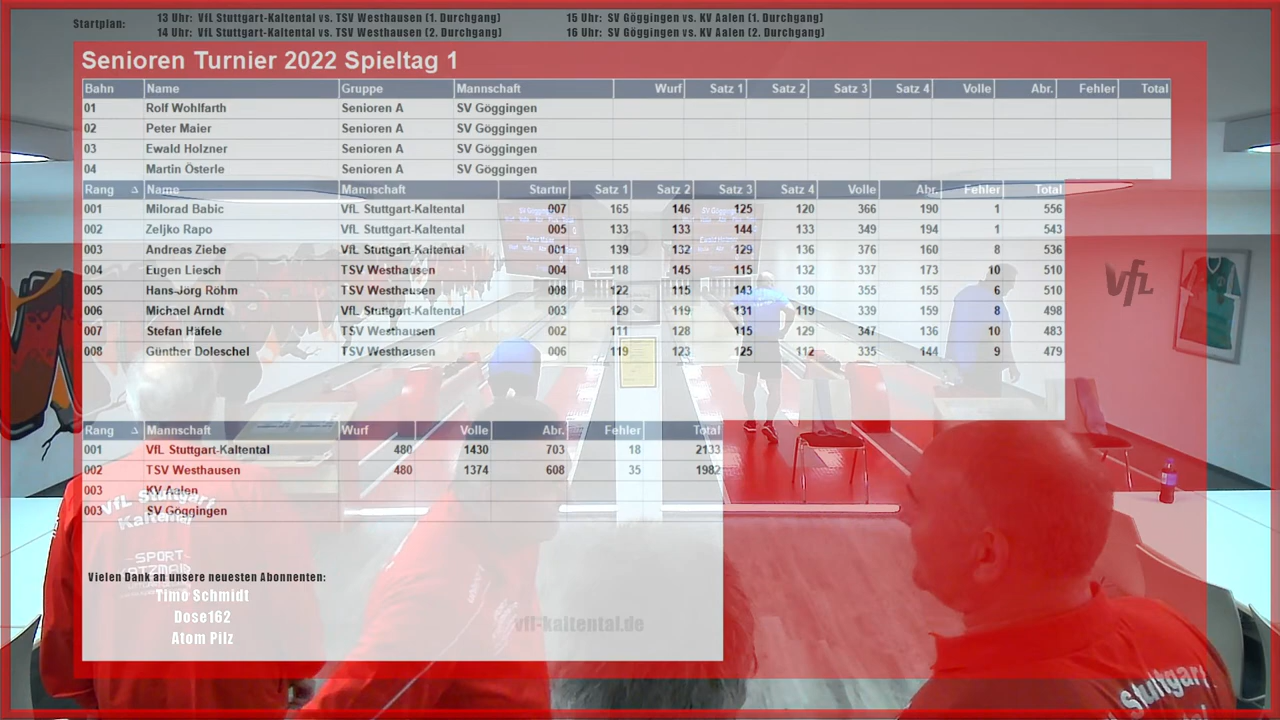 Startplan:
13 Uhr: VfL Stuttgart-Kaltental vs. TSV Westhausen (1. Durchgang) 15 Uhr: SV Göggingen vs. KV Aalen (1. Durchgang)
14 Uhr: VfL Stuttgart-Kaltental vs. TSV Westhausen (2. Durchgang) 16 Uhr: SV Göggingen vs. KV Aalen (2. Durchgang)
Senioren Turnier 2022 Spieltag 1
Bahn Name Gruppe Mannschaft Wurf Satz 1 Satz 2 Satz 3 Satz 4 Volle Abr. Fehler Total
01 Rolf Wohlfarth Senioren A SV Göggingen
02 Peter Maier Senioren A SV Göggingen
03 Ewald Holzner Senioren A SV Göggingen
04 Martin Österle Senioren A SV Göggingen
Rang Name Mannschaft Startnr Satz 1 Satz 2 Satz 3 Satz 4 Volle Abr. Fehler Total
001 Milorad Babic VfL Stuttgart-Kaltental 007 165 146 125 120 366 190 1 556
002 Zeljko Rapo VfL Stuttgart-Kaltental 005 133 133 144 133 349 194 1 543
003 Andreas Ziebe VfL Stuttgart-Kaltental 001 139 132 129 136 376 160 8 536
004 Eugen Liesch TSV Westhausen 004 118 145 115 132 337 173 10 510
005 Hans-Jörg Röhm TSV Westhausen 008 122 115 143 130 355 155 6 510
006 Michael Arndt VfL Stuttgart-Kaltental 003 129 119 131 119 339 159 8 498
007 Stefan Häfele TSV Westhausen 002 111 128 115 129 347 136 10 483
008 Günther Doleschel TSV Westhausen 006 119 123 125 112 335 144 9 479
Rang Mannschaft Wurf Volle Abr. Fehler Total
001 VfL Stuttgart-Kaltental 480 1430 703 18 2133
002 TSV Westhausen 480 1374 608 35 1982
003 KV Aalen
003 SV Göggingen
Vielen Dank an unsere neuesten Abonnenten:
Timo Schmidt
Dose162
Atom Pilz
vfl-kaltental.de
VfL
VfL Stuttgart
Kaltental
SPORT
Stuttgart